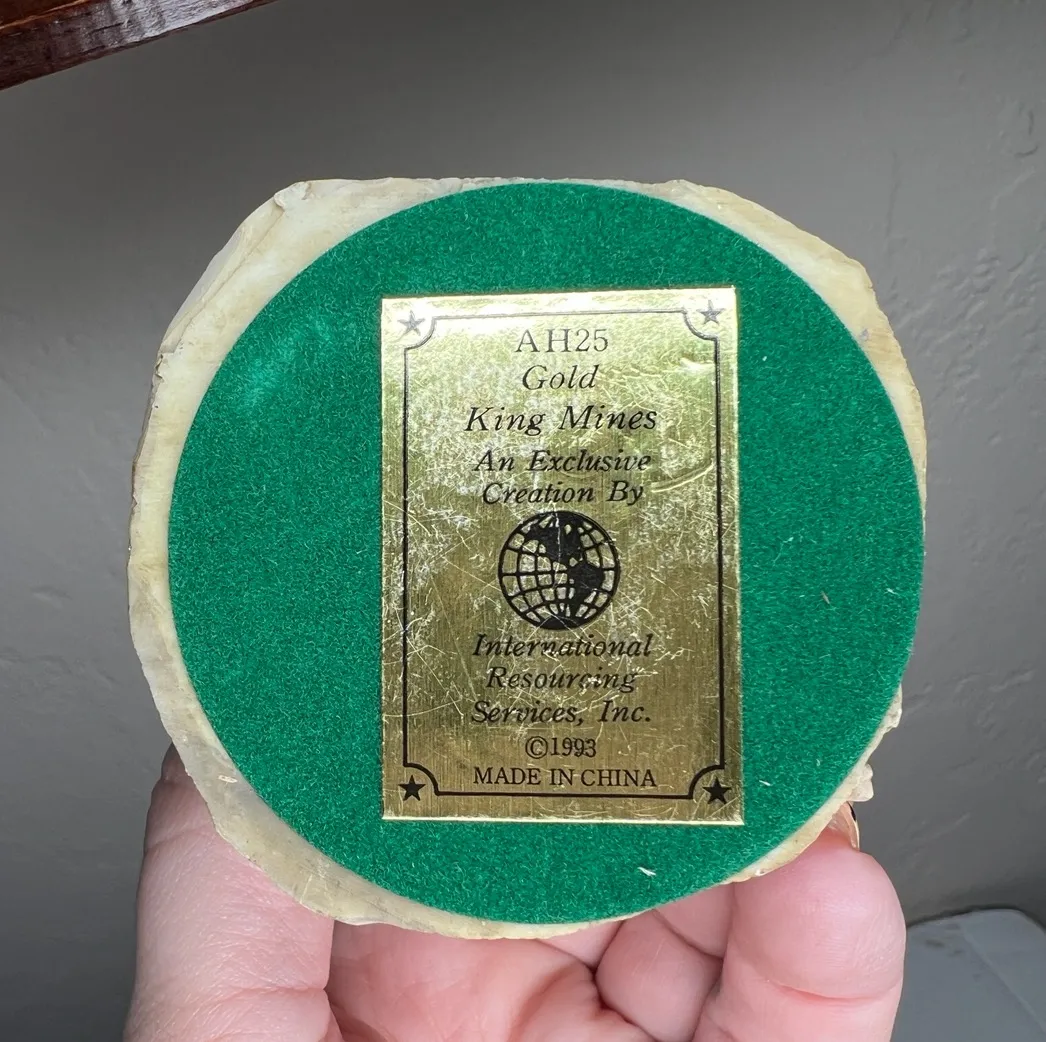 AH25
Gold
King Mines
An Exclusive
Creation By
International
Resourcing
Services, Inc.
©1993
MADE IN CHINA